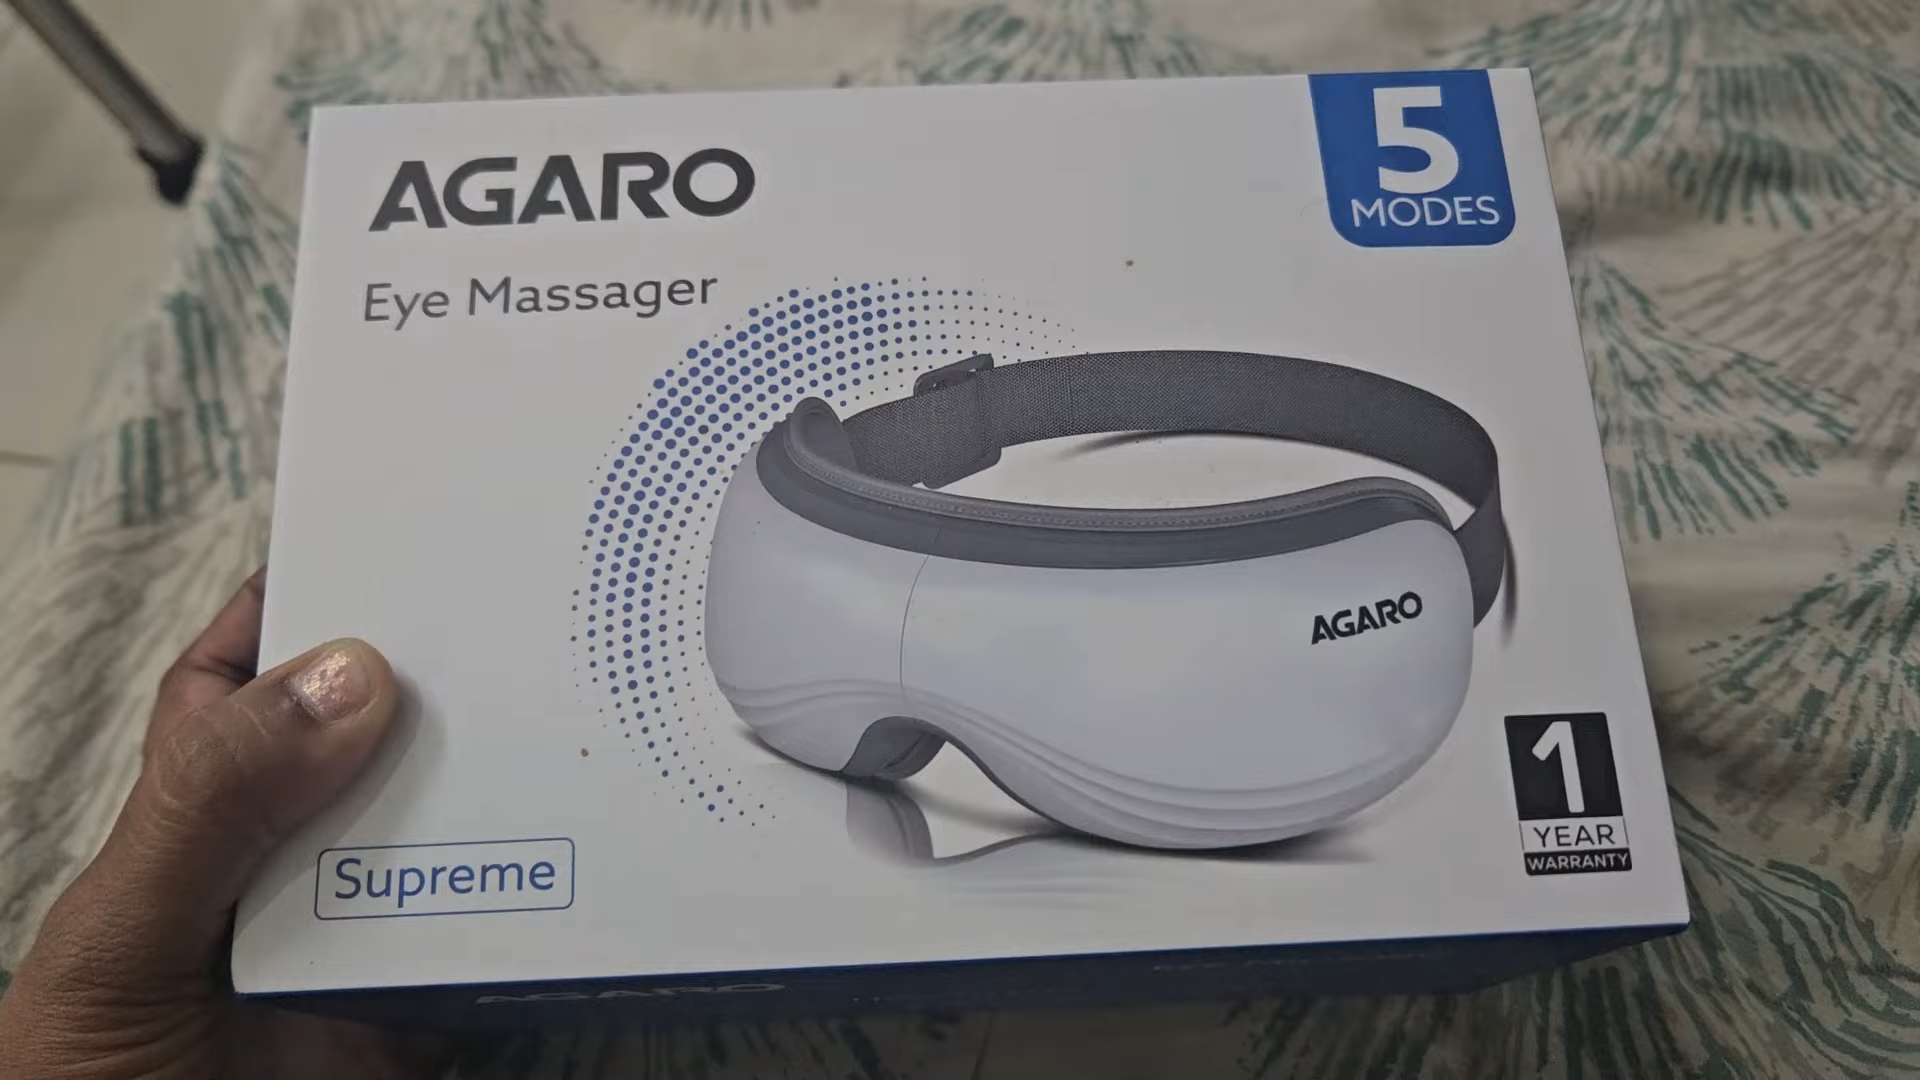 AGARO
Eye Massager
5
MODES
AGARO
1
YEAR
WARRANTY
Supreme
AGARO